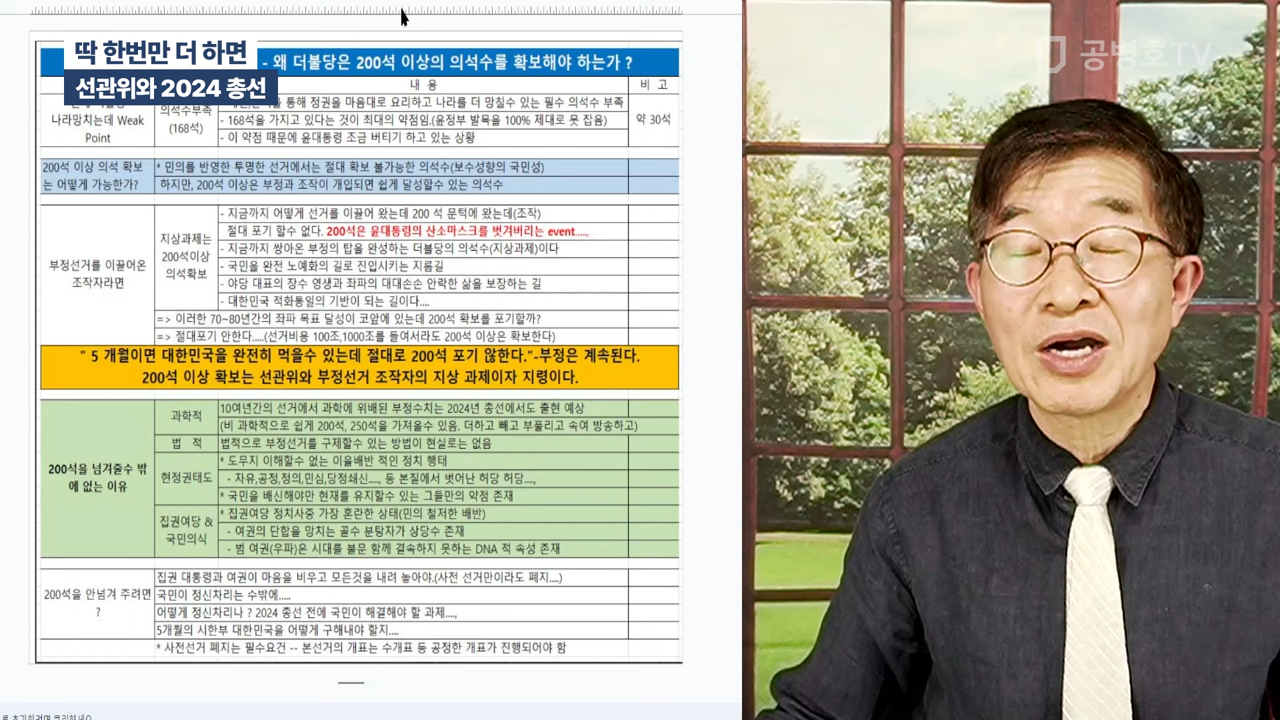 딱 한번만 더 하면
- 왜 더불당은 200석 이상의 의석수를 확보해야 하는가 ?
선관위와 2024 총선
내 용
비 고
통해 정권을 마음대로 요리하고 나라를 더 망칠수 있는 필수 의석수 부족
나라망치는데 Weak
Point
의석수부족
(168석)
- 168석을 가지고 있다는 것이 최대의 약점임.(윤정부 발목을 100% 제대로 못 잡음)
약 30석
- 이 약점 때문에 윤대통령 조금 버티기 하고 있는 상황
200석 이상 의석 확보
는 어떻게 가능한가?
* 민의를 반영한 투명한 선거에서는 절대 확보 불가능한 의석수(보수성향의 국민성)
하지만, 200석 이상은 부정과 조작이 개입되면 쉽게 달성할수 있는 의석수
부정선거를 이끌어온
조작자라면
지상과제는
200석이상
의석확보
- 지금까지 어떻게 선거를 이끌어 왔는데 200 석 문턱에 왔는데(조작)
절대 포기 할수 없다. 200석은 윤대통령의 산소마스크를 벗겨버리는 event.....,
- 지금까지 쌓아온 부정의 탑을 완성하는 더불당의 의석수(지상과제)이다
- 국민을 완전 노예화의 길로 진입시키는 지름길
- 야당 대표의 장수 영생과 좌파의 대대손손 안락한 삶을 보장하는 길
- 대한민국 적화통일의 기반이 되는 길이다....
=> 이러한 70~80년간의 좌파 목표 달성이 코앞에 있는데 200석 확보를 포기할까?
=> 절대포기 안한다.....(선거비용 100조,1000조를 들여서라도 200석 이상은 확보한다)
" 5 개월이면 대한민국을 완전히 먹을수 있는데 절대로 200석 포기 않한다."-부정은 계속된다.
200석 이상 확보는 선관위와 부정선거 조작자의 지상 과제이자 지령이다.
200석을 넘겨줄수 밖
에 없는 이유
과학적
10여년간의 선거에서 과학에 위배된 부정수치는 2024년 총선에서도 출현 예상
(비 과학적으로 쉽게 200석, 250석을 가져올수 있음. 더하고 빼고 부풀리고 속여 방송하고)
법 적
법적으로 부정선거를 구제할수 있는 방법이 현실로는 없음
현정권태도
* 도무지 이해할수 없는 이율배반 적인 정치 행태
- 자유,공정,정의,민심,당정쇄신...., 등 본질에서 벗어난 허당 허당...,
* 국민을 배신해야만 현재를 유지할수 있는 그들만의 약점 존재
집권여당 &
국민의식
* 집권여당 정치사중 가장 혼란한 상태(민의 철저한 배반)
- 여권의 단합을 망치는 골수 분탕자가 상당수 존재
- 범 여권(우파)은 시대를 불문 함께 결속하지 못하는 DNA 적 속성 존재
200석을 안넘겨 주려면
?
집권 대통령과 여권이 마음을 비우고 모든것을 내려 놓아야.(사전 선거만이라도 폐지....)
국민이 정신차리는 수밖에.....
어떻게 정신차리나 ? 2024 총선 전에 국민이 해결해야 할 과제...,
5개월의 시한부 대한민국을 어떻게 구해내야 할지....
* 사전선거 폐지는 필수요건 -- 본선거의 개표는 수개표 등 공정한 개표가 진행되어야 함
공병호TV